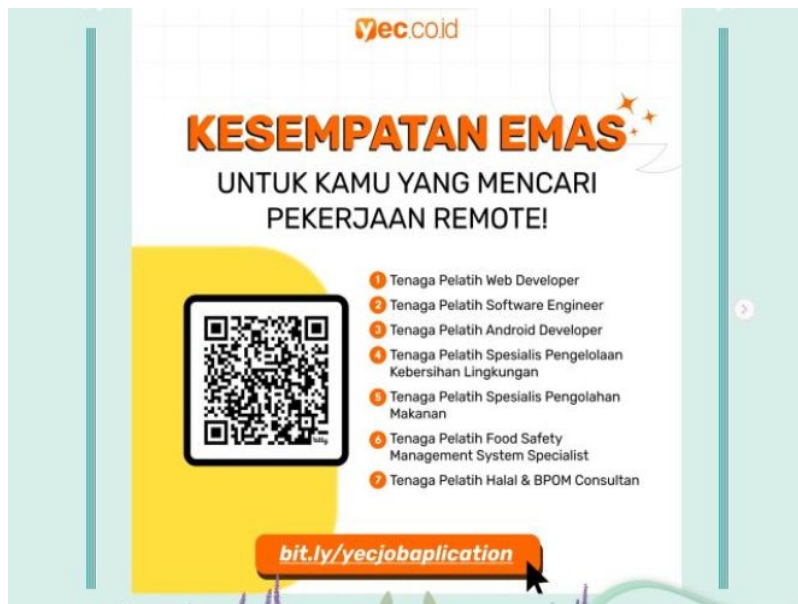 yec.co.id
KESEMPATAN EMAS
UNTUK KAMU YANG MENCARI
PEKERJAAN REMOTE!
1 Tenaga Pelatih Web Developer
2 Tenaga Pelatih Software Engineer
3 Tenaga Pelatih Android Developer
4 Tenaga Pelatih Spesialis Pengelolaan
Kebersihan Lingkungan
5 Tenaga Pelatih Spesialis Pengolahan
Makanan
6 Tenaga Pelatih Food Safety
Management System Specialist
7 Tenaga Pelatih Halal & BPOM Consultan
bit.ly/yecjobaplication